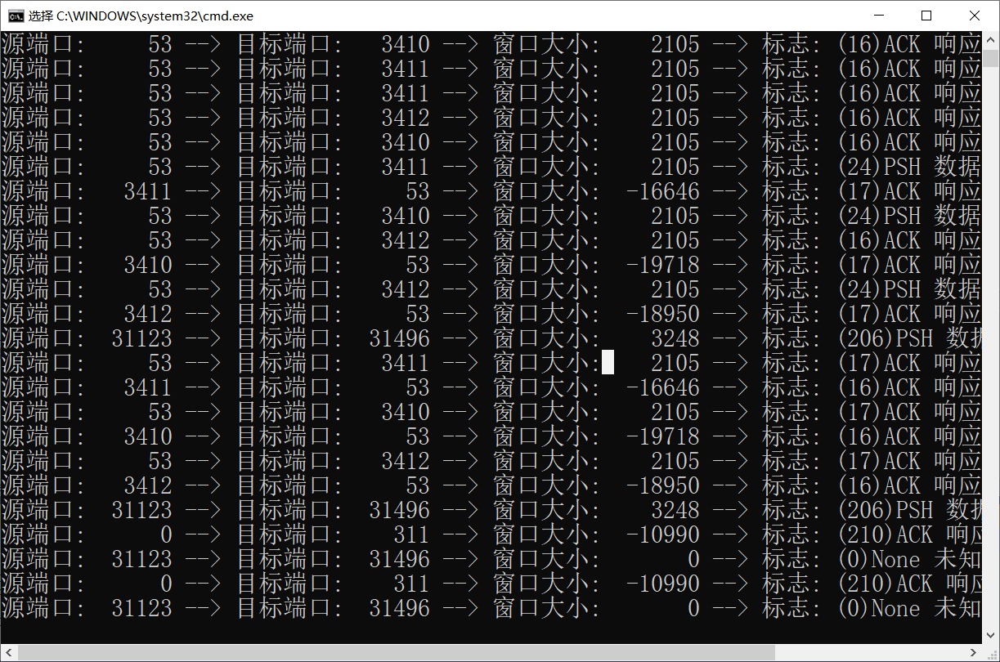 选择 C:\WINDOWS\system32\cmd.exe
源端口: 53 --> 目标端口: 3410 --> 窗口大小: 2105 --> 标志: (16)ACK 响应
源端口: 53 --> 目标端口: 3411 --> 窗口大小: 2105 --> 标志: (16)ACK 响应
源端口: 53 --> 目标端口: 3411 --> 窗口大小: 2105 --> 标志: (16)ACK 响应
源端口: 53 --> 目标端口: 3412 --> 窗口大小: 2105 --> 标志: (16)ACK 响应
源端口: 53 --> 目标端口: 3410 --> 窗口大小: 2105 --> 标志: (16)ACK 响应
源端口: 53 --> 目标端口: 3411 --> 窗口大小: 2105 --> 标志: (24)PSH 数据
源端口: 3411 --> 目标端口: 53 --> 窗口大小: -16646 --> 标志: (17)ACK 响应
源端口: 53 --> 目标端口: 3410 --> 窗口大小: 2105 --> 标志: (24)PSH 数据
源端口: 53 --> 目标端口: 3412 --> 窗口大小: 2105 --> 标志: (16)ACK 响应
源端口: 3410 --> 目标端口: 53 --> 窗口大小: -19718 --> 标志: (17)ACK 响应
源端口: 53 --> 目标端口: 3412 --> 窗口大小: 2105 --> 标志: (24)PSH 数据
源端口: 3412 --> 目标端口: 53 --> 窗口大小: -18950 --> 标志: (17)ACK 响应
源端口: 31123 --> 目标端口: 31496 --> 窗口大小: 3248 --> 标志: (206)PSH 数据
源端口: 53 --> 目标端口: 3411 --> 窗口大小: 2105 --> 标志: (17)ACK 响应
源端口: 3411 --> 目标端口: 53 --> 窗口大小: -16646 --> 标志: (16)ACK 响应
源端口: 53 --> 目标端口: 3410 --> 窗口大小: 2105 --> 标志: (17)ACK 响应
源端口: 3410 --> 目标端口: 53 --> 窗口大小: -19718 --> 标志: (16)ACK 响应
源端口: 53 --> 目标端口: 3412 --> 窗口大小: 2105 --> 标志: (17)ACK 响应
源端口: 3412 --> 目标端口: 53 --> 窗口大小: -18950 --> 标志: (16)ACK 响应
源端口: 31123 --> 目标端口: 31496 --> 窗口大小: 3248 --> 标志: (206)PSH 数据
源端口: 0 --> 目标端口: 311 --> 窗口大小: -10990 --> 标志: (210)ACK 响应
源端口: 31123 --> 目标端口: 31496 --> 窗口大小: 0 --> 标志: (0)None 未知
源端口: 0 --> 目标端口: 311 --> 窗口大小: -10990 --> 标志: (210)ACK 响应
源端口: 31123 --> 目标端口: 31496 --> 窗口大小: 0 --> 标志: (0)None 未知